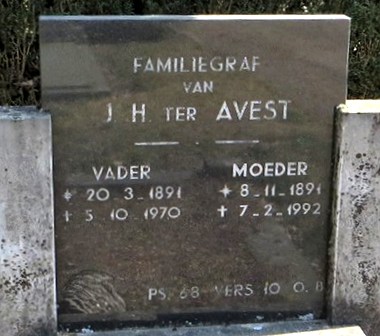 FAMILIEGRAF
VAN
J. H. TER AVEST
VADER MOEDER
* 20-3-1891 * 8-11-1891
† 5-10-1970 † 7-2-1992
PS. 68 VERS 10 O.B